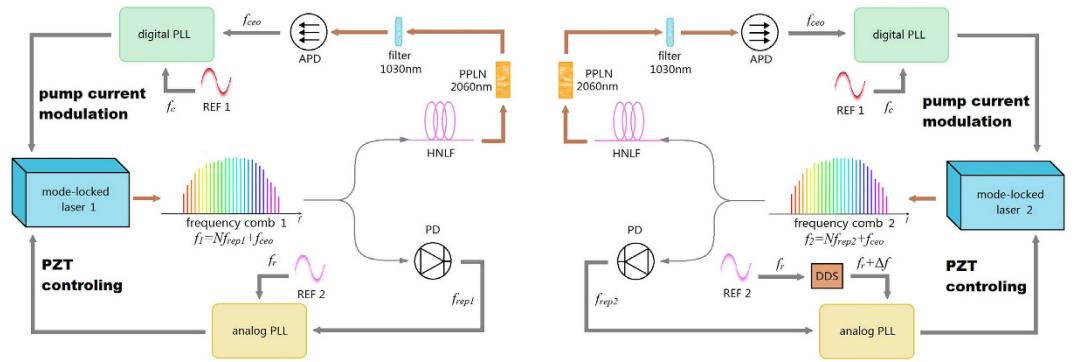 digital PLL
f_ceo
APD
filter
1030nm
PPLN
2060nm
f_c
REF 1
pump current
modulation
HNLF
mode-locked
laser 1
frequency comb 1
f
f_1=Nf_rep1+f_ceo
PD
PZT
controling
f_r
REF 2
f_rep1
analog PLL
PPLN
2060nm
filter
1030nm
APD
f_ceo
digital PLL
REF 1
f_c
pump current
modulation
HNLF
mode-locked
laser 2
frequency comb 2
f
f_2=Nf_rep2+f_ceo
PD
f_rep2
REF 2
f_r
DDS
f_r+Δf
PZT
controling
analog PLL